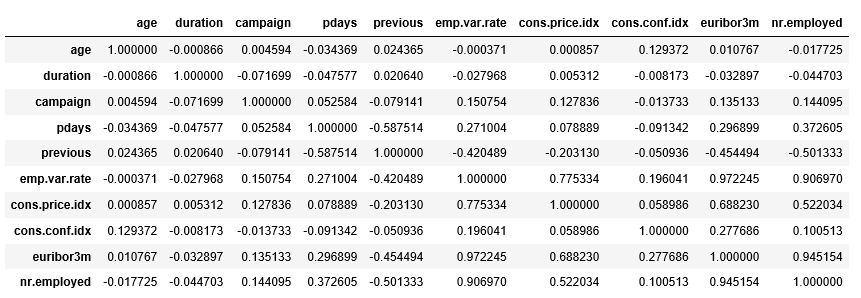 age duration campaign pdays previous emp.var.rate cons.price.idx cons.conf.idx euribor3m nr.employed
age 1.000000 -0.000866 0.004594 -0.034369 0.024365 -0.000371 0.000857 0.129372 0.010767 -0.017725
duration -0.000866 1.000000 -0.071699 -0.047577 0.020640 -0.027968 0.005312 -0.008173 -0.032897 -0.044703
campaign 0.004594 -0.071699 1.000000 0.052584 -0.079141 0.150754 0.127836 -0.013733 0.135133 0.144095
pdays -0.034369 -0.047577 0.052584 1.000000 -0.587514 0.271004 0.078889 -0.091342 0.296899 0.372605
previous 0.024365 0.020640 -0.079141 -0.587514 1.000000 -0.420489 -0.203130 -0.050936 -0.454494 -0.501333
emp.var.rate -0.000371 -0.027968 0.150754 0.271004 -0.420489 1.000000 0.775334 0.196041 0.972245 0.906970
cons.price.idx 0.000857 0.005312 0.127836 0.078889 -0.203130 0.775334 1.000000 0.058986 0.688230 0.522034
cons.conf.idx 0.129372 -0.008173 -0.013733 -0.091342 -0.050936 0.196041 0.058986 1.000000 0.277686 0.100513
euribor3m 0.010767 -0.032897 0.135133 0.296899 -0.454494 0.972245 0.688230 0.277686 1.000000 0.945154
nr.employed -0.017725 -0.044703 0.144095 0.372605 -0.501333 0.906970 0.522034 0.100513 0.945154 1.000000